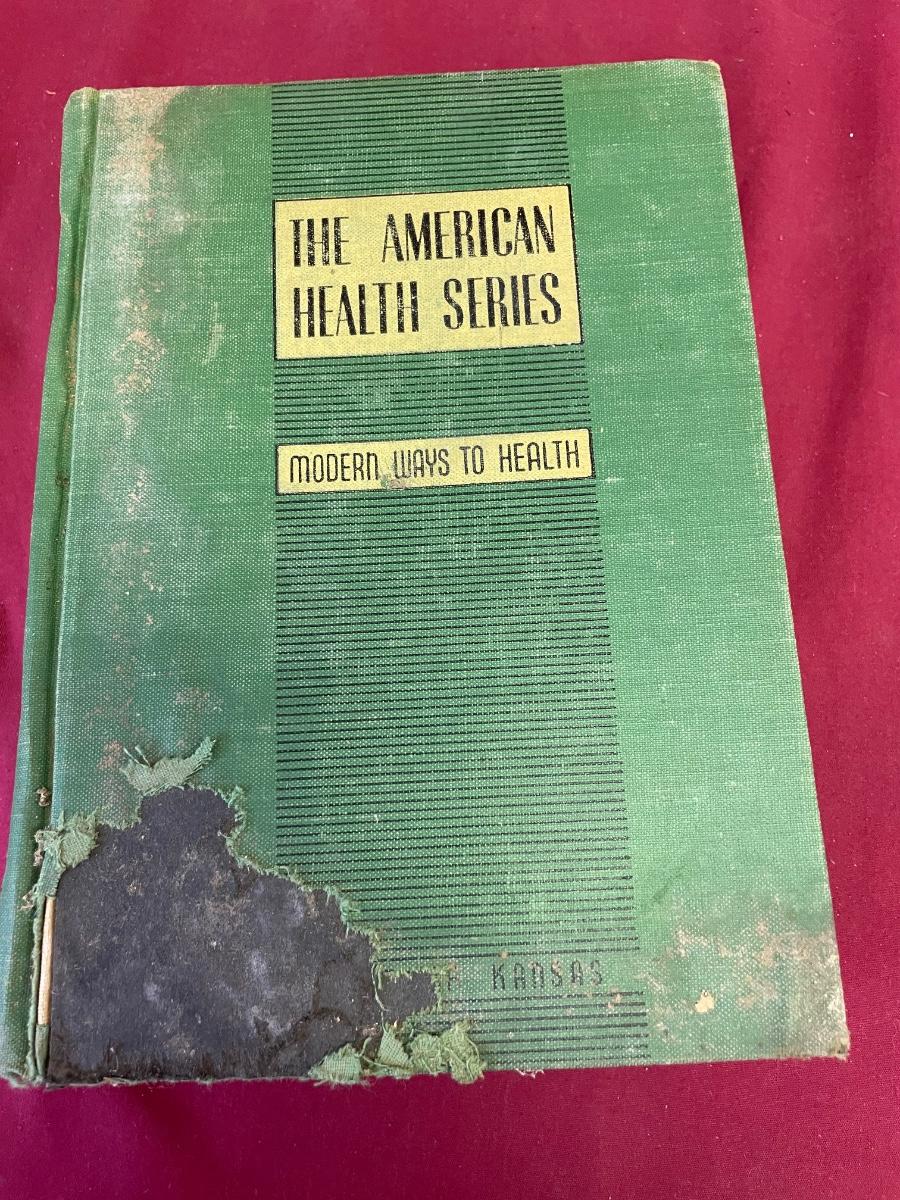 THE AMERICAN
HEALTH SERIES
MODERN WAYS TO HEALTH
KANSAS